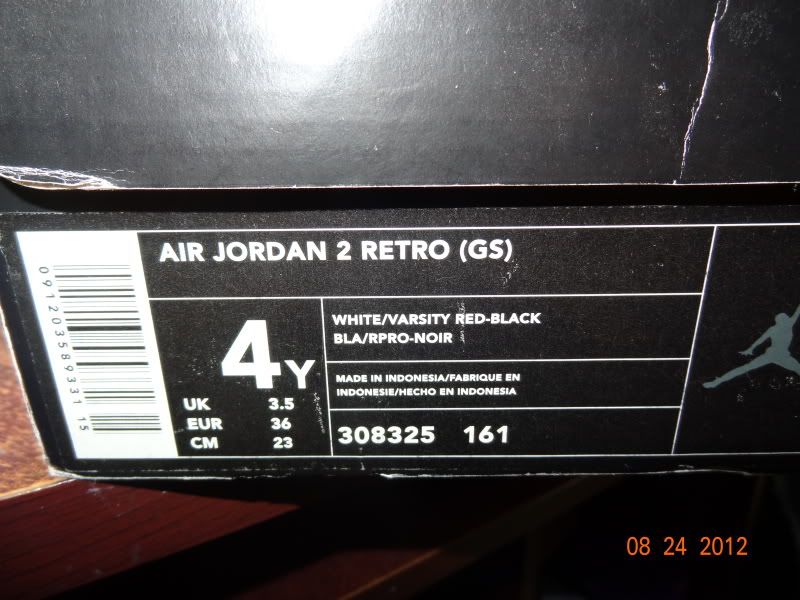 AIR JORDAN 2 RETRO (GS)
4Y
UK 3.5
EUR 36
CM 23
WHITE/VARSITY RED-BLACK
BLA/RPRO-NOIR
MADE IN INDONESIA/FABRIQUE EN
INDONESIE/HECHO EN INDONESIA
308325 161
09120358933115
08 24 2012